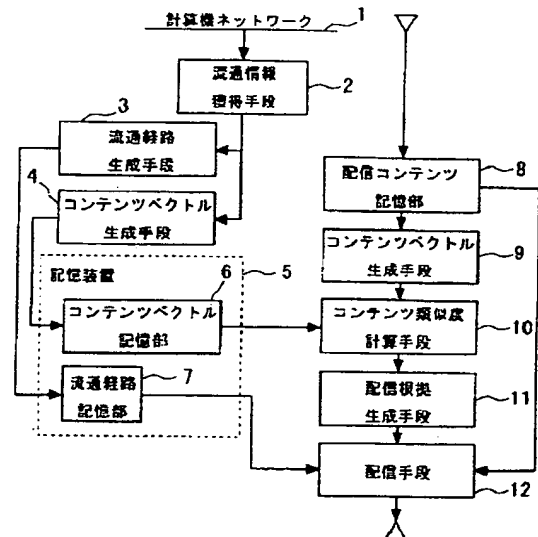 計算機ネットワーク
1
流通情報
獲得手段
2
3
流通経路
生成手段
4
コンテンツベクトル
生成手段
記憶装置
5
6
コンテンツベクトル
記憶部
7
流通経路
記憶部
配信コンテンツ
記憶部
8
コンテンツベクトル
生成手段
9
コンテンツ類似度
計算手段
10
配信根拠
生成手段
11
配信手段
12